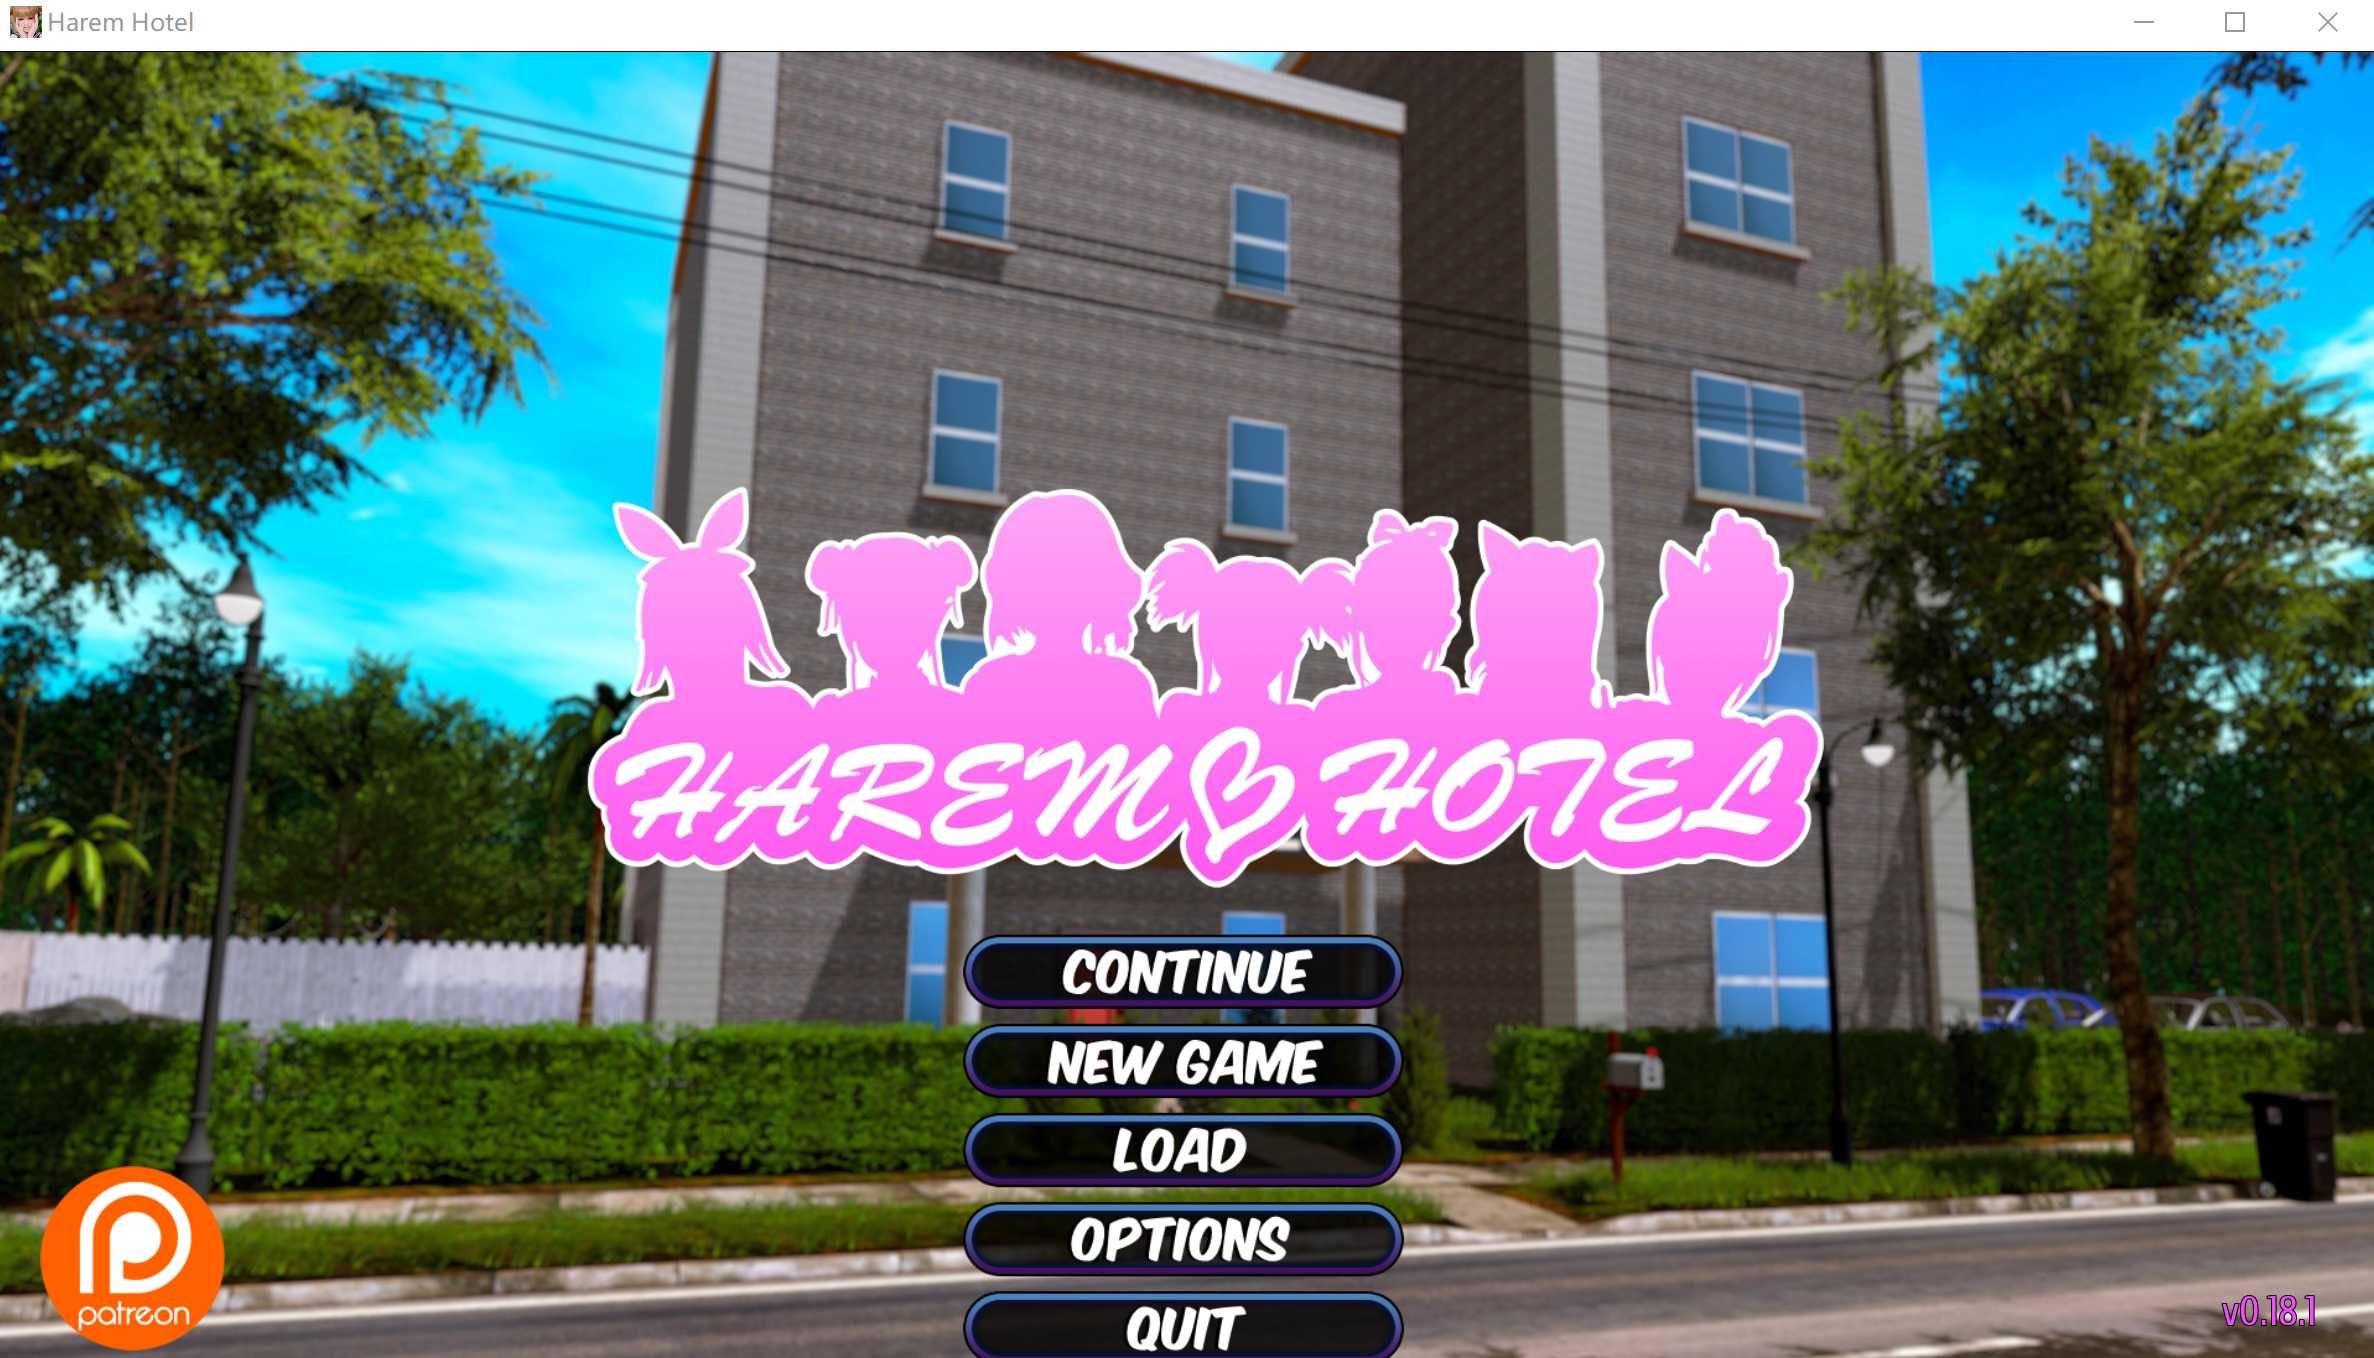 Harem Hotel
HAREM HOTEL
CONTINUE
NEW GAME
LOAD
OPTIONS
QUIT
patreon
v0.18.1